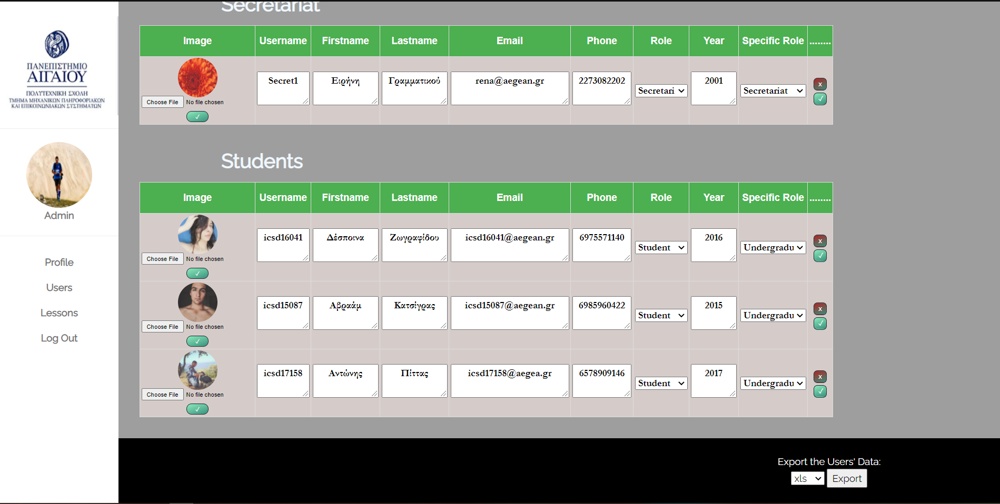 Secretariat
ΠΑΝΕΠΙΣΤΗΜΙΟ
ΑΙΓΑΙΟΥ
ΠΟΛΥΤΕΧΝΙΚΗ ΣΧΟΛΗ
ΤΜΗΜΑ ΜΗΧΑΝΙΚΩΝ ΠΛΗΡΟΦΟΡΙΑΚΩΝ
ΚΑΙ ΕΠΙΚΟΙΝΩΝΙΑΚΩΝ ΣΥΣΤΗΜΑΤΩΝ
Admin
Profile
Users
Lessons
Log Out
Image Username Firstname Lastname Email Phone Role Year Specific Role ........
Secret1 Ειρήνη Γραμματικού rena@aegean.gr 2273082202 Secretari 2001 Secretariat x ✓
Choose File No file chosen
✓
Students
Image Username Firstname Lastname Email Phone Role Year Specific Role ........
icsd16041 Δέσποινα Ζωγραφίδου icsd16041@aegean.gr 6975571140 Student 2016 Undergradu x ✓
Choose File No file chosen
✓
icsd15087 Αβραάμ Κατσίγρας icsd15087@aegean.gr 6985960422 Student 2015 Undergradu x ✓
Choose File No file chosen
✓
icsd17158 Αντώνης Πίττας icsd17158@aegea.gr 6578909146 Student 2017 Undergradu x ✓
Choose File No file chosen
✓
Export the Users' Data:
xls Export